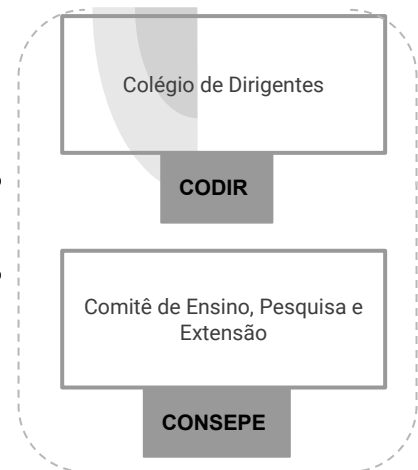 Colégio de Dirigentes
CODIR
Comitê de Ensino, Pesquisa e
Extensão
CONSEPE